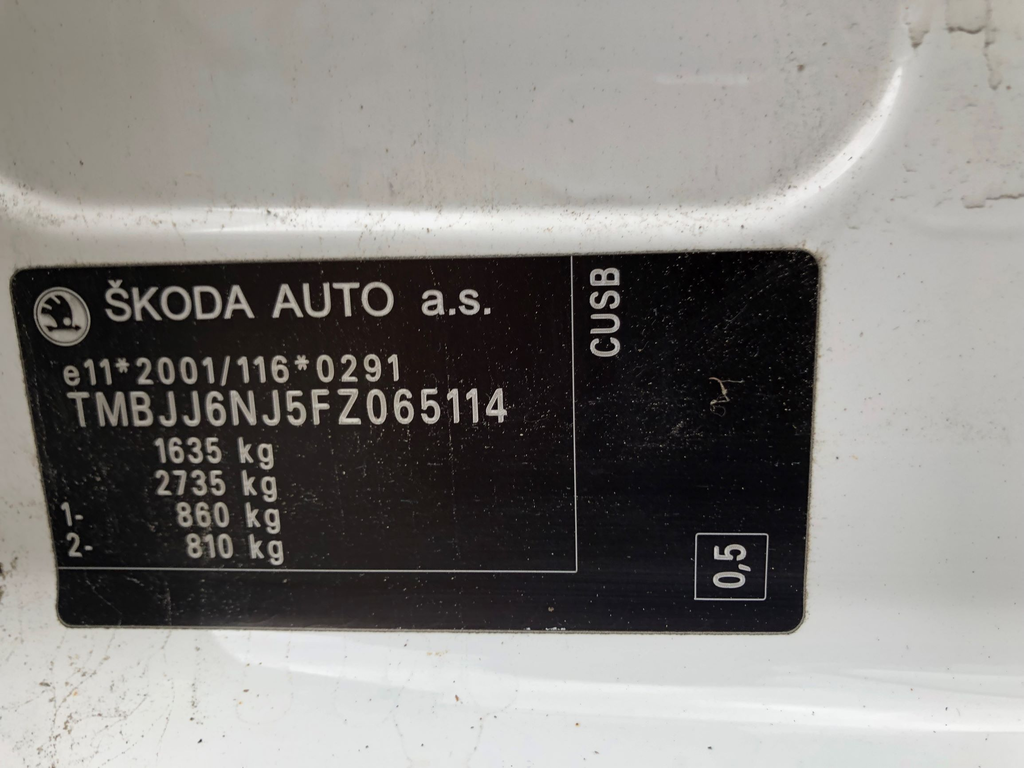 ŠKODA AUTO a.s.
e11*2001/116*0291
TMBJJ6NJ5FZ065114
1635 kg
2735 kg
1- 860 kg
2- 810 kg
CUSB
0,5